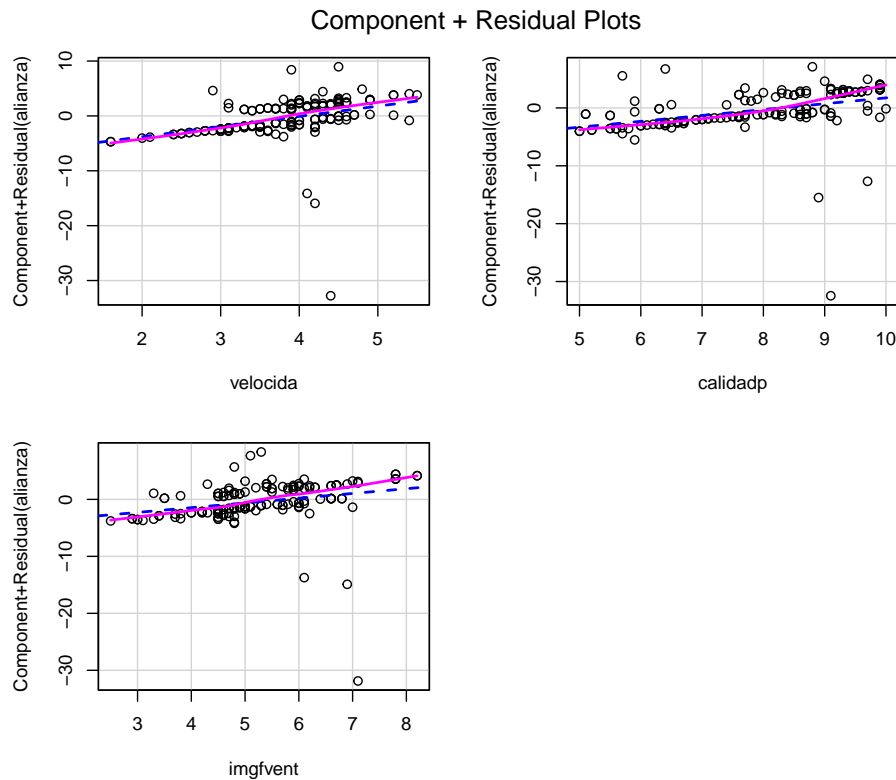 Component + Residual Plots
Component+Residual(alianza)
10
0
−10
−20
−30
2 3 4 5
velocida
Component+Residual(alianza)
0
−10
−20
−30
5 6 7 8 9 10
calidadp
Component+Residual(alianza)
0
−10
−20
−30
3 4 5 6 7 8
imgfvent